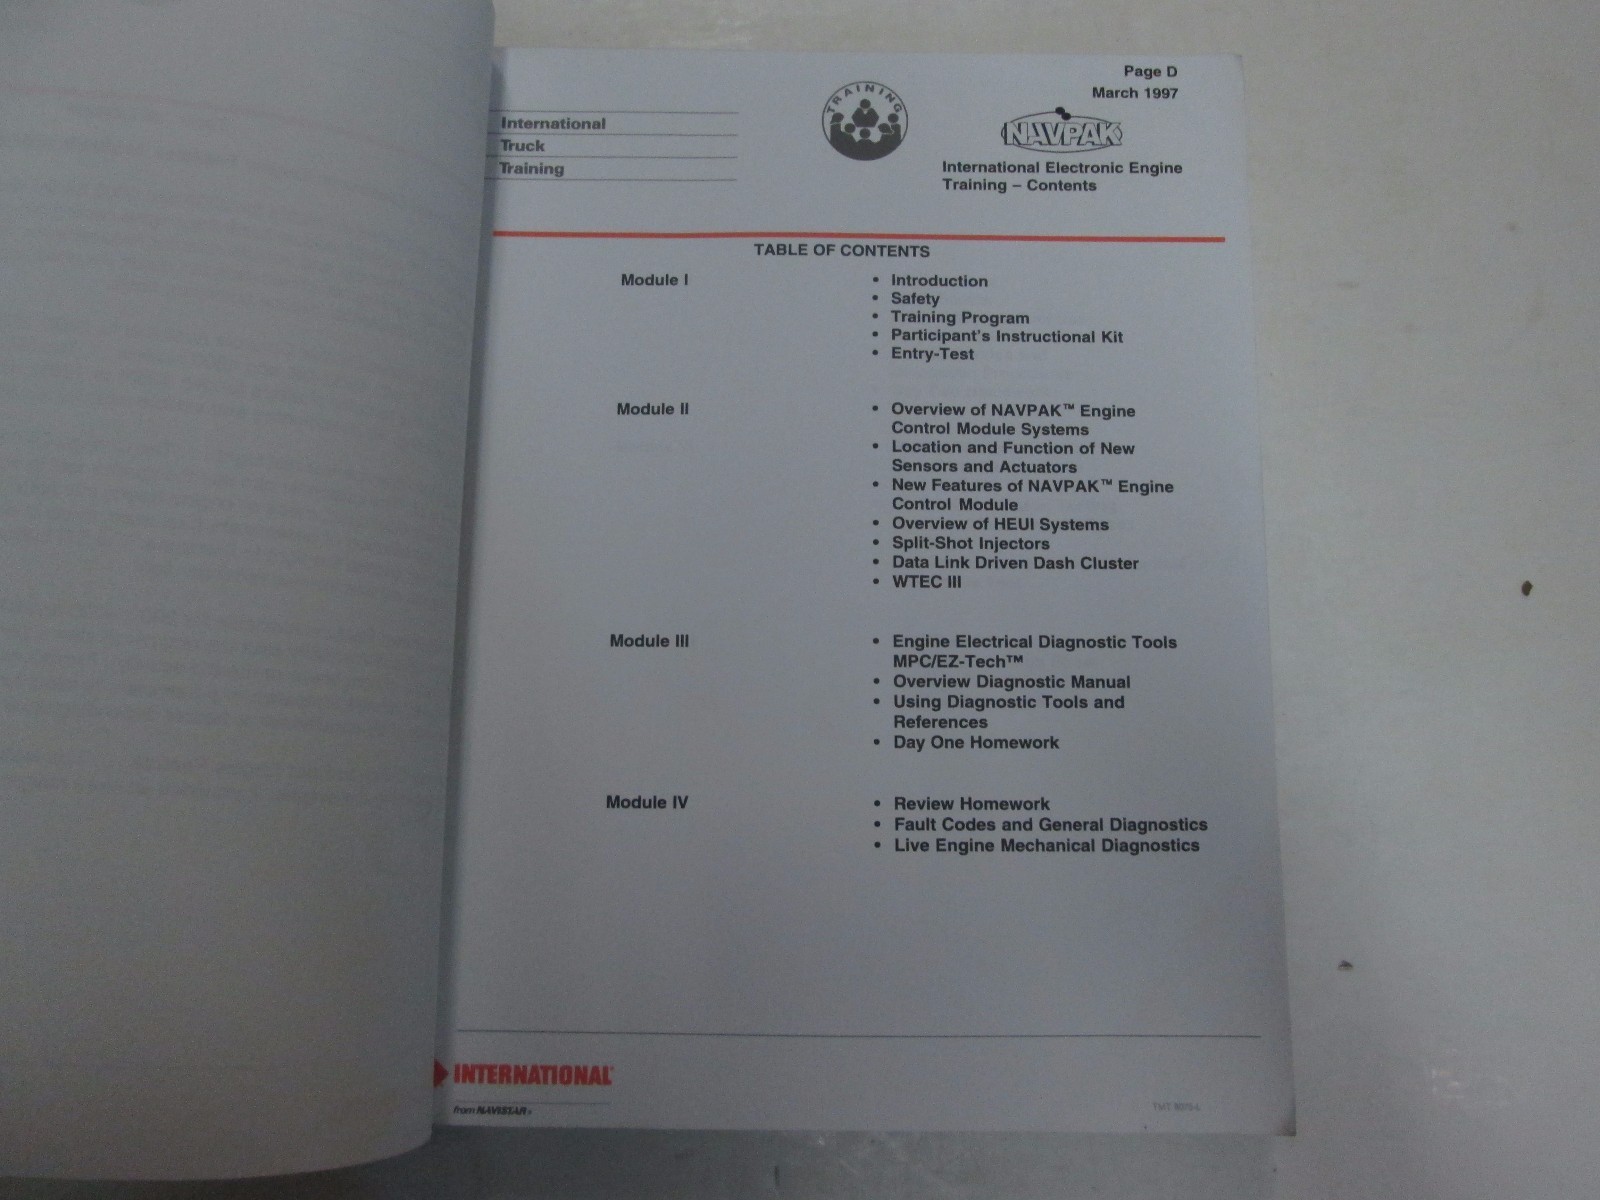 Page D
March 1997
International
Truck
Training
TRAINING
NAVPAK
International Electronic Engine
Training – Contents
TABLE OF CONTENTS
Module I
• Introduction
• Safety
• Training Program
• Participant's Instructional Kit
• Entry-Test
Module II
• Overview of NAVPAK™ Engine
Control Module Systems
• Location and Function of New
Sensors and Actuators
• New Features of NAVPAK™ Engine
Control Module
• Overview of HEUI Systems
• Split-Shot Injectors
• Data Link Driven Dash Cluster
• WTEC III
Module III
• Engine Electrical Diagnostic Tools
MPC/EZ-Tech™
• Overview Diagnostic Manual
• Using Diagnostic Tools and
References
• Day One Homework
Module IV
• Review Homework
• Fault Codes and General Diagnostics
• Live Engine Mechanical Diagnostics
INTERNATIONAL
from NAVISTAR
TMT